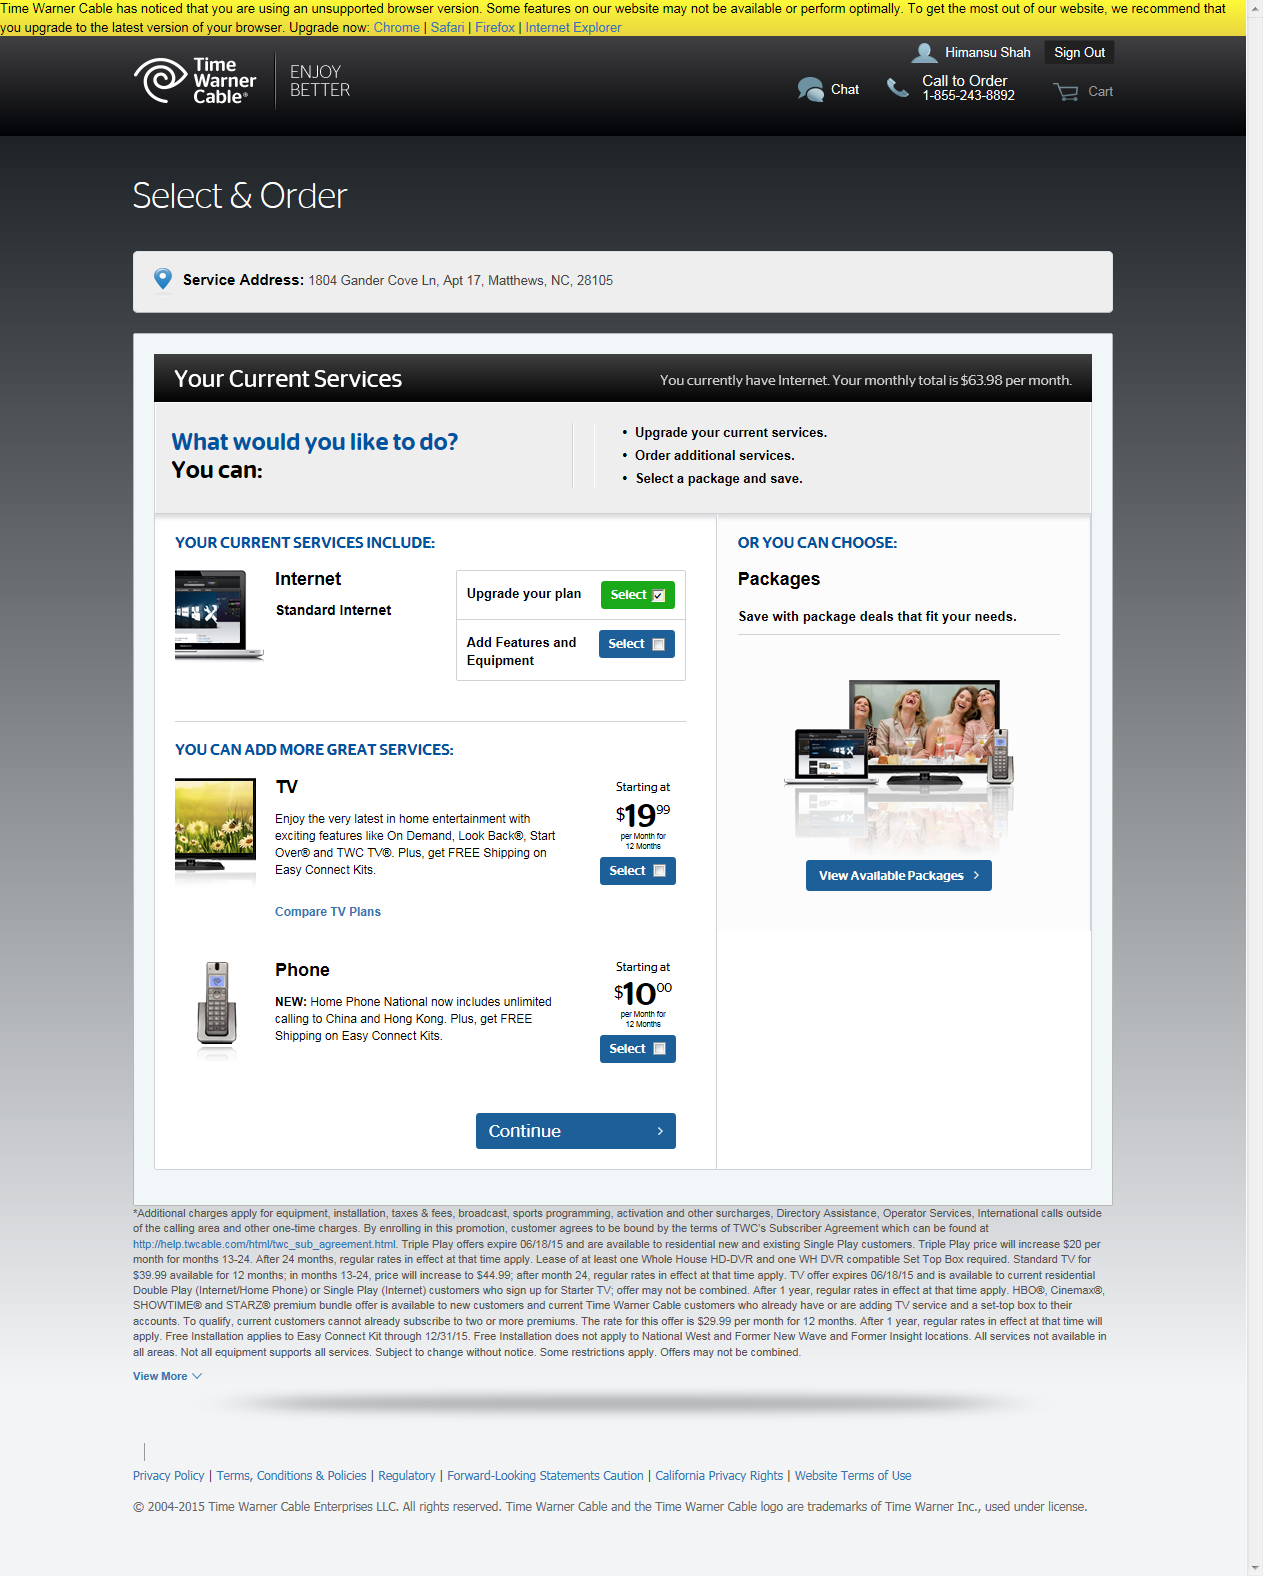 Time Warner Cable has noticed that you are using an unsupported browser version. Some features on our website may not be available or perform optimally. To get the most out of our website, we recommend that
you upgrade to the latest version of your browser. Upgrade now: Chrome | Safari | Firefox | Internet Explorer
Himansu Shah
Sign Out
Time
Warner
Cable®
ENJOY
BETTER
Chat
Call to Order
1-855-243-8892
Cart
Select & Order
Service Address: 1804 Gander Cove Ln, Apt 17, Matthews, NC, 28105
Your Current Services
You currently have Internet. Your monthly total is $63.98 per month.
What would you like to do?
You can:
• Upgrade your current services.
• Order additional services.
• Select a package and save.
YOUR CURRENT SERVICES INCLUDE:
Internet
Standard Internet
Upgrade your plan
Select
Add Features and
Equipment
Select
YOU CAN ADD MORE GREAT SERVICES:
TV
Enjoy the very latest in home entertainment with
exciting features like On Demand, Look Back®, Start
Over® and TWC TV®. Plus, get FREE Shipping on
Easy Connect Kits.
Compare TV Plans
Starting at
$19 99
per Month for
12 Months
Select
Phone
NEW: Home Phone National now includes unlimited
calling to China and Hong Kong. Plus, get FREE
Shipping on Easy Connect Kits.
Starting at
$10 00
per Month for
12 Months
Select
Continue
OR YOU CAN CHOOSE:
Packages
Save with package deals that fit your needs.
View Available Packages
*Additional charges apply for equipment, installation, taxes & fees, broadcast, sports programming, activation and other surcharges, Directory Assistance, Operator Services, International calls outside
of the calling area and other one-time charges. By enrolling in this promotion, customer agrees to be bound by the terms of TWC's Subscriber Agreement which can be found at
http://help.twcable.com/html/twc_sub_agreement.html. Triple Play offers expire 06/18/15 and are available to residential new and existing Single Play customers. Triple Play price will increase $20 per
month for months 13-24. After 24 months, regular rates in effect at that time apply. Lease of at least one Whole House HD-DVR and one WH DVR compatible Set Top Box required. Standard TV for
$39.99 available for 12 months; in months 13-24, price will increase to $44.99; after month 24, regular rates in effect at that time apply. TV offer expires 06/18/15 and is available to current residential
Double Play (Internet/Home Phone) or Single Play (Internet) customers who sign up for Starter TV; offer may not be combined. After 1 year, regular rates in effect at that time apply. HBO®, Cinemax®,
SHOWTIME® and STARZ® premium bundle offer is available to new customers and current Time Warner Cable customers who already have or are adding TV service and a set-top box to their
accounts. To qualify, current customers cannot already subscribe to two or more premiums. The rate for this offer is $29.99 per month for 12 months. After 1 year, regular rates in effect at that time will
apply. Free Installation applies to Easy Connect Kit through 12/31/15. Free Installation does not apply to National West and Former New Wave and Former Insight locations. All services not available in
all areas. Not all equipment supports all services. Subject to change without notice. Some restrictions apply. Offers may not be combined.
View More
Privacy Policy | Terms, Conditions & Policies | Regulatory | Forward-Looking Statements Caution | California Privacy Rights | Website Terms of Use
© 2004-2015 Time Warner Cable Enterprises LLC. All rights reserved. Time Warner Cable and the Time Warner Cable logo are trademarks of Time Warner Inc., used under license.